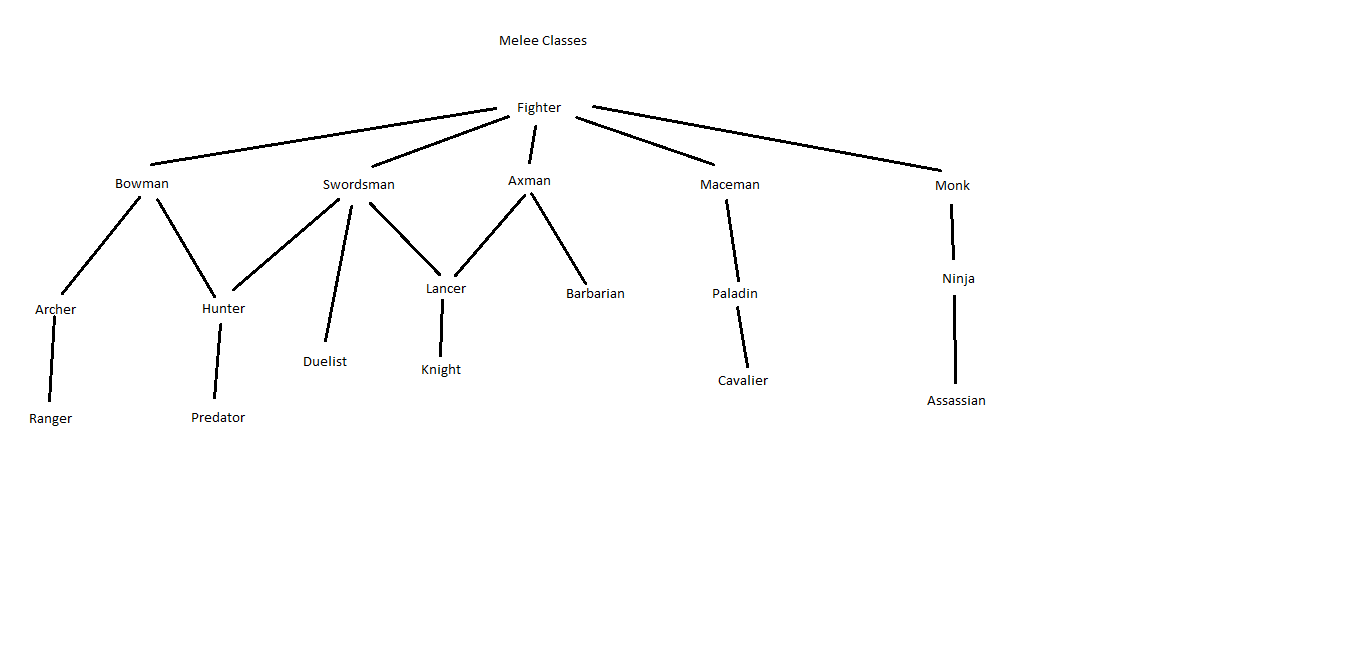 Melee Classes
Fighter
Bowman
Swordsman
Axman
Maceman
Monk
Archer
Hunter
Duelist
Lancer
Barbarian
Paladin
Ninja
Ranger
Predator
Knight
Cavalier
Assassian